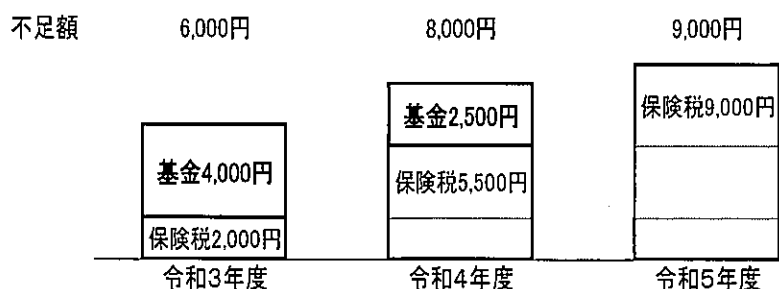 不足額 6,000円 8,000円 9,000円
基金2,500円 保険税9,000円
基金4,000円 保険税5,500円
保険税2,000円
令和3年度 令和4年度 令和5年度